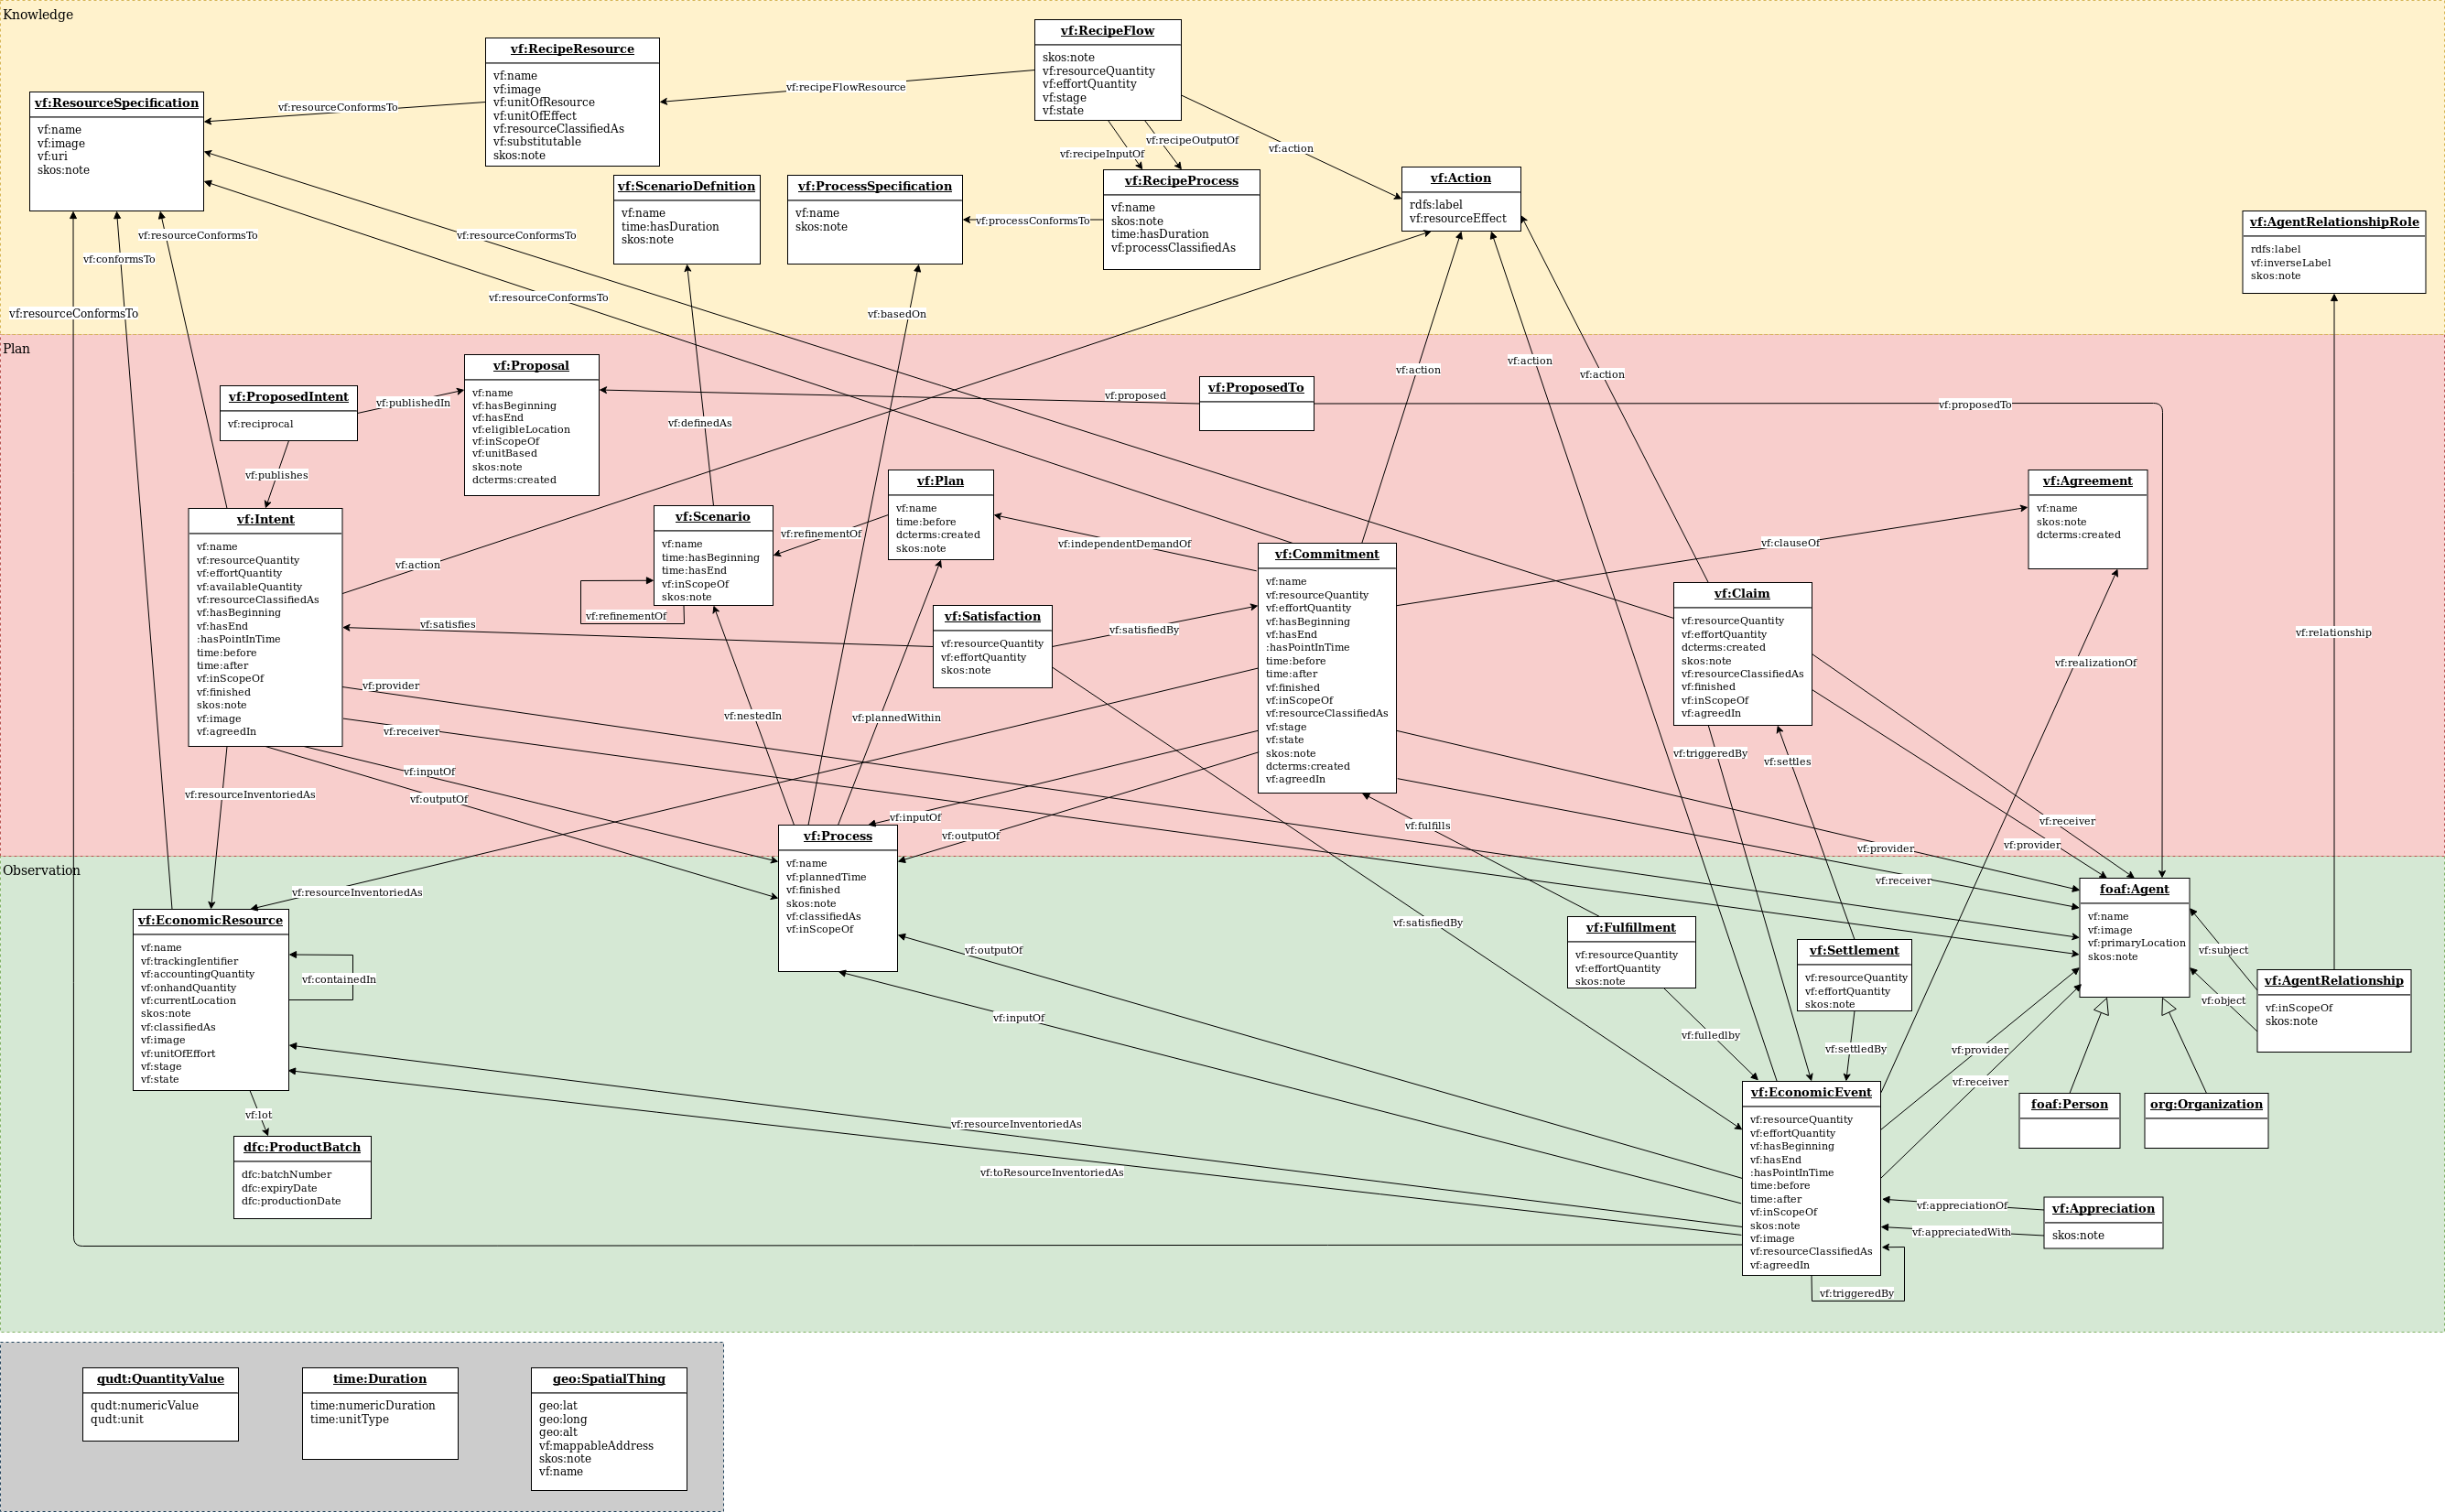 Knowledge
vf:RecipeFlow
skos:note
vf:resourceQuantity
vf:effortQuantity
vf:stage
vf:state
vf:RecipeResource
vf:name
vf:image
vf:unitOfResource
vf:unitOfEffect
vf:resourceClassifiedAs
vf:substitutable
skos:note
vf:recipeFlowResource
vf:ResourceSpecification
vf:name
vf:image
vf:uri
skos:note
vf:resourceConformsTo
vf:recipeOutputOf
vf:recipeInputOf
vf:action
vf:ScenarioDefnition
vf:name
time:hasDuration
skos:note
vf:ProcessSpecification
vf:name
skos:note
vf:processConformsTo
vf:RecipeProcess
vf:name
skos:note
time:hasDuration
vf:processClassifiedAs
vf:Action
rdfs:label
vf:resourceEffect
vf:AgentRelationshipRole
rdfs:label
vf:inverseLabel
skos:note
vf:resourceConformsTo
vf:resourceConformsTo
vf:conformsTo
vf:resourceConformsTo
vf:resourceConformsTo
vf:basedOn
Plan
vf:ProposedIntent
vf:reciprocal
vf:publishedIn
vf:Proposal
vf:name
vf:hasBeginning
vf:hasEnd
vf:eligibleLocation
vf:inScopeOf
vf:unitBased
skos:note
dcterms:created
vf:proposed
vf:ProposedTo
vf:proposedTo
vf:action
vf:action
vf:action
vf:definedAs
vf:publishes
vf:action
vf:Intent
vf:name
vf:resourceQuantity
vf:effortQuantity
vf:availableQuantity
vf:resourceClassifiedAs
vf:hasBeginning
vf:hasEnd
:hasPointInTime
time:before
time:after
vf:inScopeOf
vf:finished
skos:note
vf:image
vf:agreedIn
vf:Scenario
vf:name
time:hasBeginning
time:hasEnd
vf:inScopeOf
skos:note
vf:refinementOf
vf:refinementOf
vf:Plan
vf:name
time:before
dcterms:created
skos:note
vf:independentDemandOf
vf:Commitment
vf:name
vf:resourceQuantity
vf:effortQuantity
vf:hasBeginning
vf:hasEnd
:hasPointInTime
time:before
time:after
vf:finished
vf:inScopeOf
vf:resourceClassifiedAs
vf:stage
vf:state
skos:note
dcterms:created
vf:agreedIn
vf:clauseOf
vf:Agreement
vf:name
skos:note
dcterms:created
vf:Claim
vf:resourceQuantity
vf:effortQuantity
dcterms:created
skos:note
vf:resourceClassifiedAs
vf:finished
vf:inScopeOf
vf:agreedIn
vf:satisfies
vf:Satisfaction
vf:resourceQuantity
vf:effortQuantity
skos:note
vf:satisfiedBy
vf:relationship
vf:realizationOf
vf:provider
vf:receiver
vf:nestedIn
vf:plannedWithin
vf:triggeredBy
vf:settles
vf:inputOf
vf:outputOf
vf:resourceInventoriedAs
vf:inputOf
vf:outputOf
vf:fulfills
vf:receiver
vf:provider
vf:provider
vf:receiver
Observation
vf:resourceInventoriedAs
vf:Process
vf:name
vf:plannedTime
vf:finished
skos:note
vf:classifiedAs
vf:inScopeOf
vf:EconomicResource
vf:name
vf:trackingIentifier
vf:accountingQuantity
vf:onhandQuantity
vf:currentLocation
skos:note
vf:classifiedAs
vf:image
vf:unitOfEffort
vf:stage
vf:state
vf:containedIn
vf:outputOf
vf:inputOf
vf:satisfiedBy
vf:Fulfillment
vf:resourceQuantity
vf:effortQuantity
skos:note
vf:Settlement
vf:resourceQuantity
vf:effortQuantity
skos:note
foaf:Agent
vf:name
vf:image
vf:primaryLocation
skos:note
vf:subject
vf:object
vf:AgentRelationship
vf:inScopeOf
skos:note
vf:fulledlby
vf:settledBy
vf:provider
vf:receiver
vf:lot
dfc:ProductBatch
dfc:batchNumber
dfc:expiryDate
dfc:productionDate
vf:resourceInventoriedAs
vf:toResourceInventoriedAs
vf:EconomicEvent
vf:resourceQuantity
vf:effortQuantity
vf:hasBeginning
vf:hasEnd
:hasPointInTime
time:before
time:after
vf:inScopeOf
skos:note
vf:image
vf:resourceClassifiedAs
vf:agreedIn
foaf:Person
org:Organization
vf:appreciationOf
vf:appreciatedWith
vf:Appreciation
skos:note
vf:triggeredBy
qudt:QuantityValue
qudt:numericValue
qudt:unit
time:Duration
time:numericDuration
time:unitType
geo:SpatialThing
geo:lat
geo:long
geo:alt
vf:mappableAddress
skos:note
vf:name